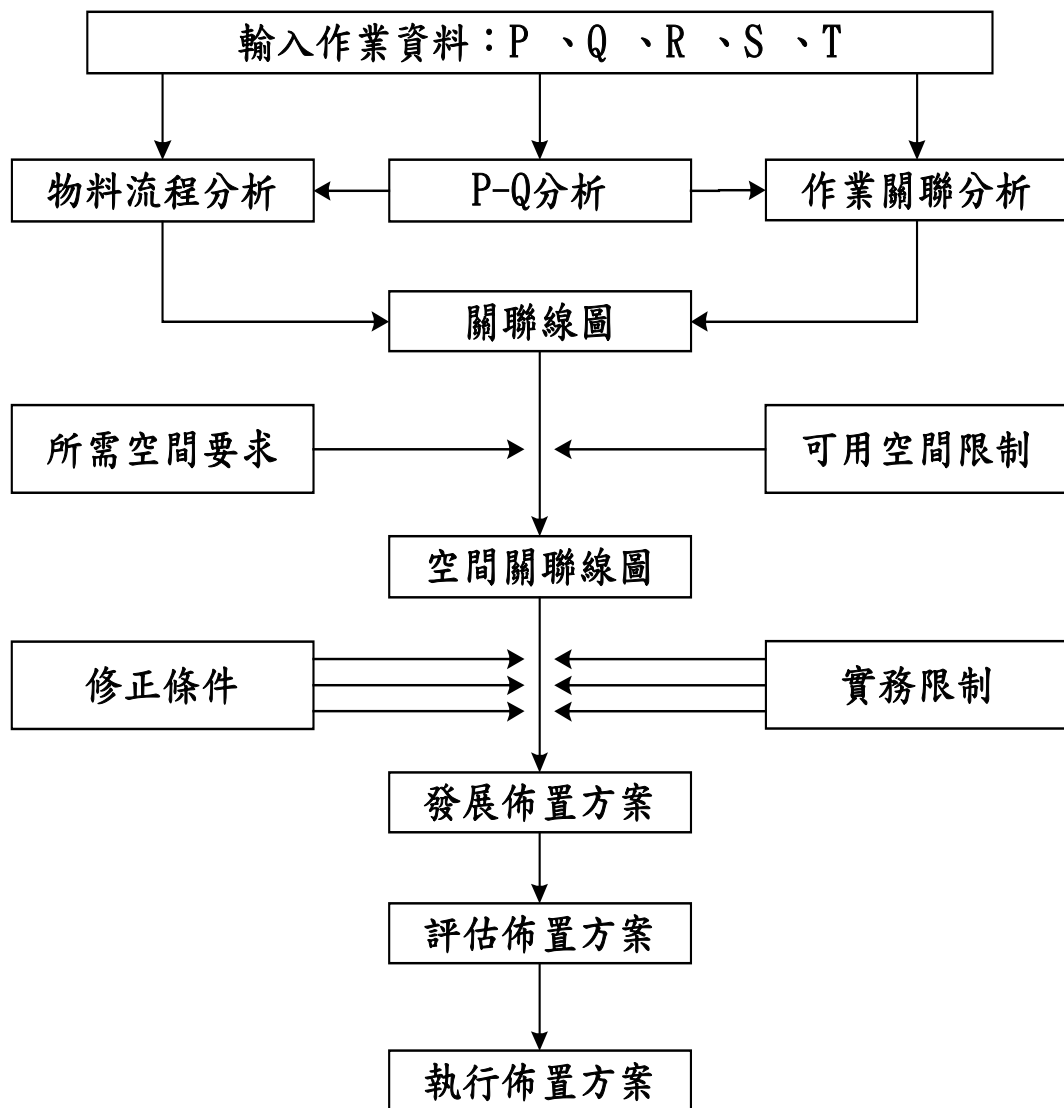 輸入作業資料：P 、Q 、R 、S 、T
物料流程分析
P-Q分析
作業關聯分析
關聯線圖
所需空間要求
可用空間限制
空間關聯線圖
修正條件
實務限制
發展佈置方案
評估佈置方案
執行佈置方案